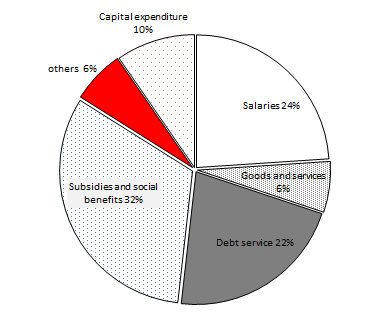 Capital expenditure
10%
others 6%
Salaries 24%
Goods and services
6%
Subsidies and social
benefits 32%
Debt service 22%